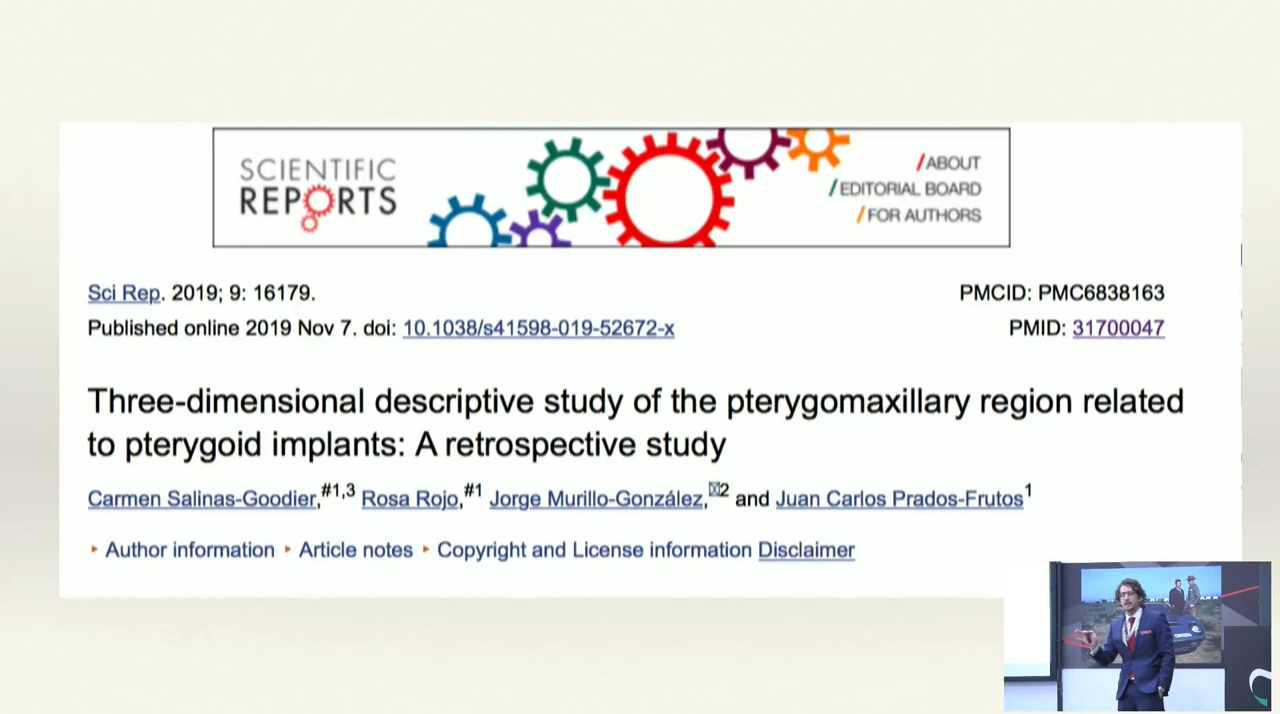 SCIENTIFIC
REPORTS
/ABOUT
/EDITORIAL BOARD
/FOR AUTHORS
Sci Rep. 2019; 9: 16179.
PMCID: PMC6838163
Published online 2019 Nov 7. doi: 10.1038/s41598-019-52672-x
PMID: 31700047
Three-dimensional descriptive study of the pterygomaxillary region related
to pterygoid implants: A retrospective study
Carmen Salinas-Goodier,#1,3 Rosa Rojo,#1 Jorge Murillo-González,2 and Juan Carlos Prados-Frutos1
Author information Article notes Copyright and License information Disclaimer